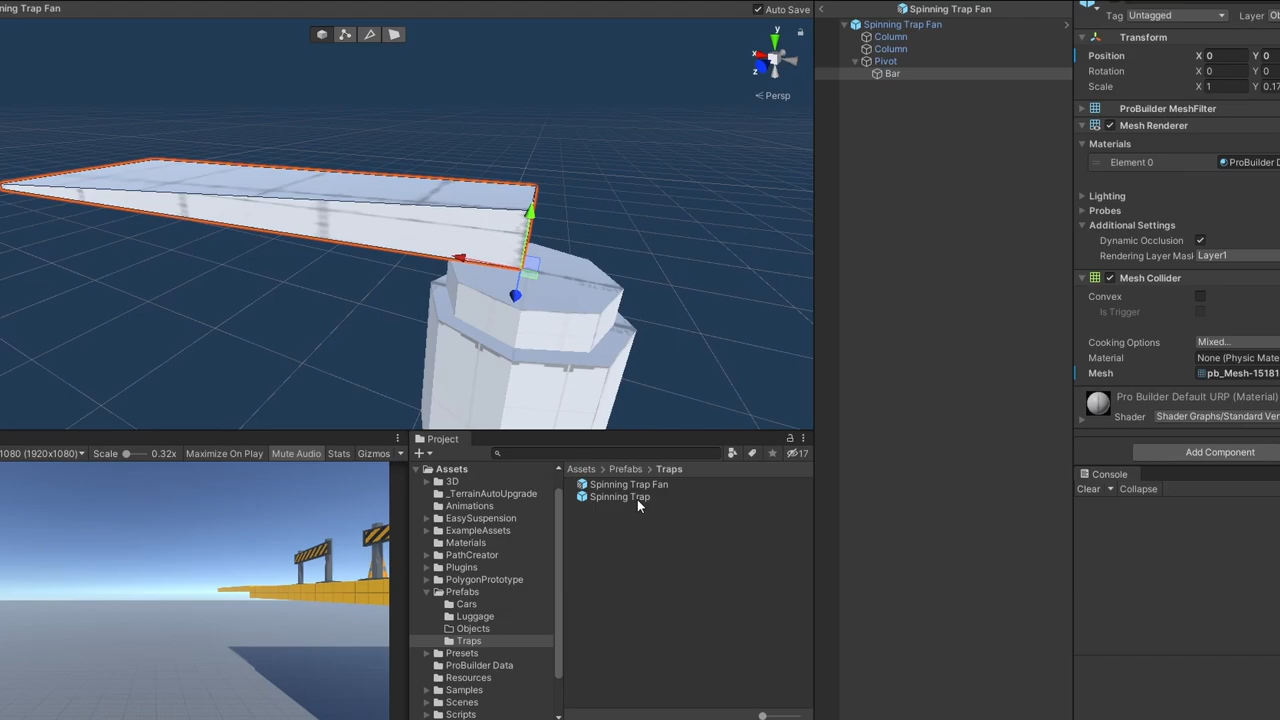 nning Trap Fan
Auto Save
y
x
z
< Persp
1080 (1920x1080)
Scale
0.32x
Maximize On Play
Mute Audio
Stats
Gizmos
Project
17
Assets
3D
_TerrainAutoUpgrade
Animations
EasySuspension
ExampleAssets
Materials
PathCreator
Plugins
PolygonPrototype
Prefabs
Cars
Luggage
Objects
Traps
Presets
ProBuilder Data
Resources
Samples
Scenes
Scripts
Assets > Prefabs > Traps
Spinning Trap Fan
Spinning Trap
Spinning Trap Fan
Spinning Trap Fan
Column
Column
Pivot
Bar
Tag Untagged Layer
Transform
Position X 0 Y 0
Rotation X 0 Y 0
Scale X 1 Y 0.17
ProBuilder MeshFilter
Mesh Renderer
Materials
Element 0 ProBuilder D
Lighting
Probes
Additional Settings
Dynamic Occlusion
Rendering Layer Mask Layer1
Mesh Collider
Convex
Is Trigger
Cooking Options Mixed...
Material None (Physic Mate
Mesh pb_Mesh-15181
Pro Builder Default URP (Material)
Shader Shader Graphs/Standard Ver
Add Component
Console
Clear Collapse